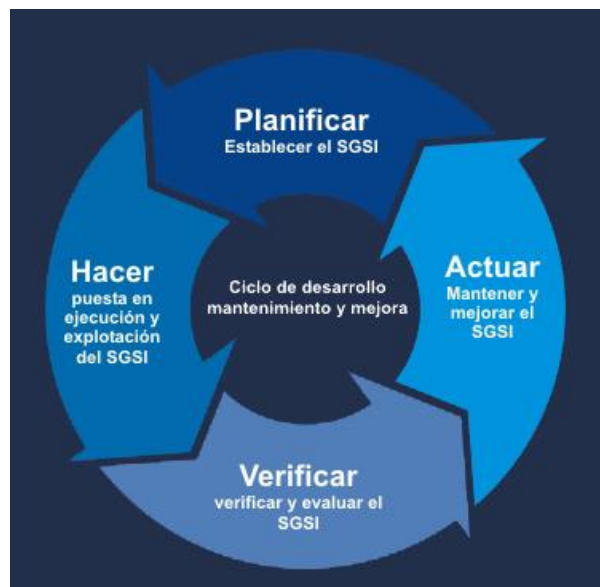 Planificar
Establecer el SGSI
Hacer
puesta en
ejecución y
explotación
del SGSI
Ciclo de desarrollo
mantenimiento y mejora
Actuar
Mantener y
mejorar el
SGSI
Verificar
verificar y evaluar el
SGSI